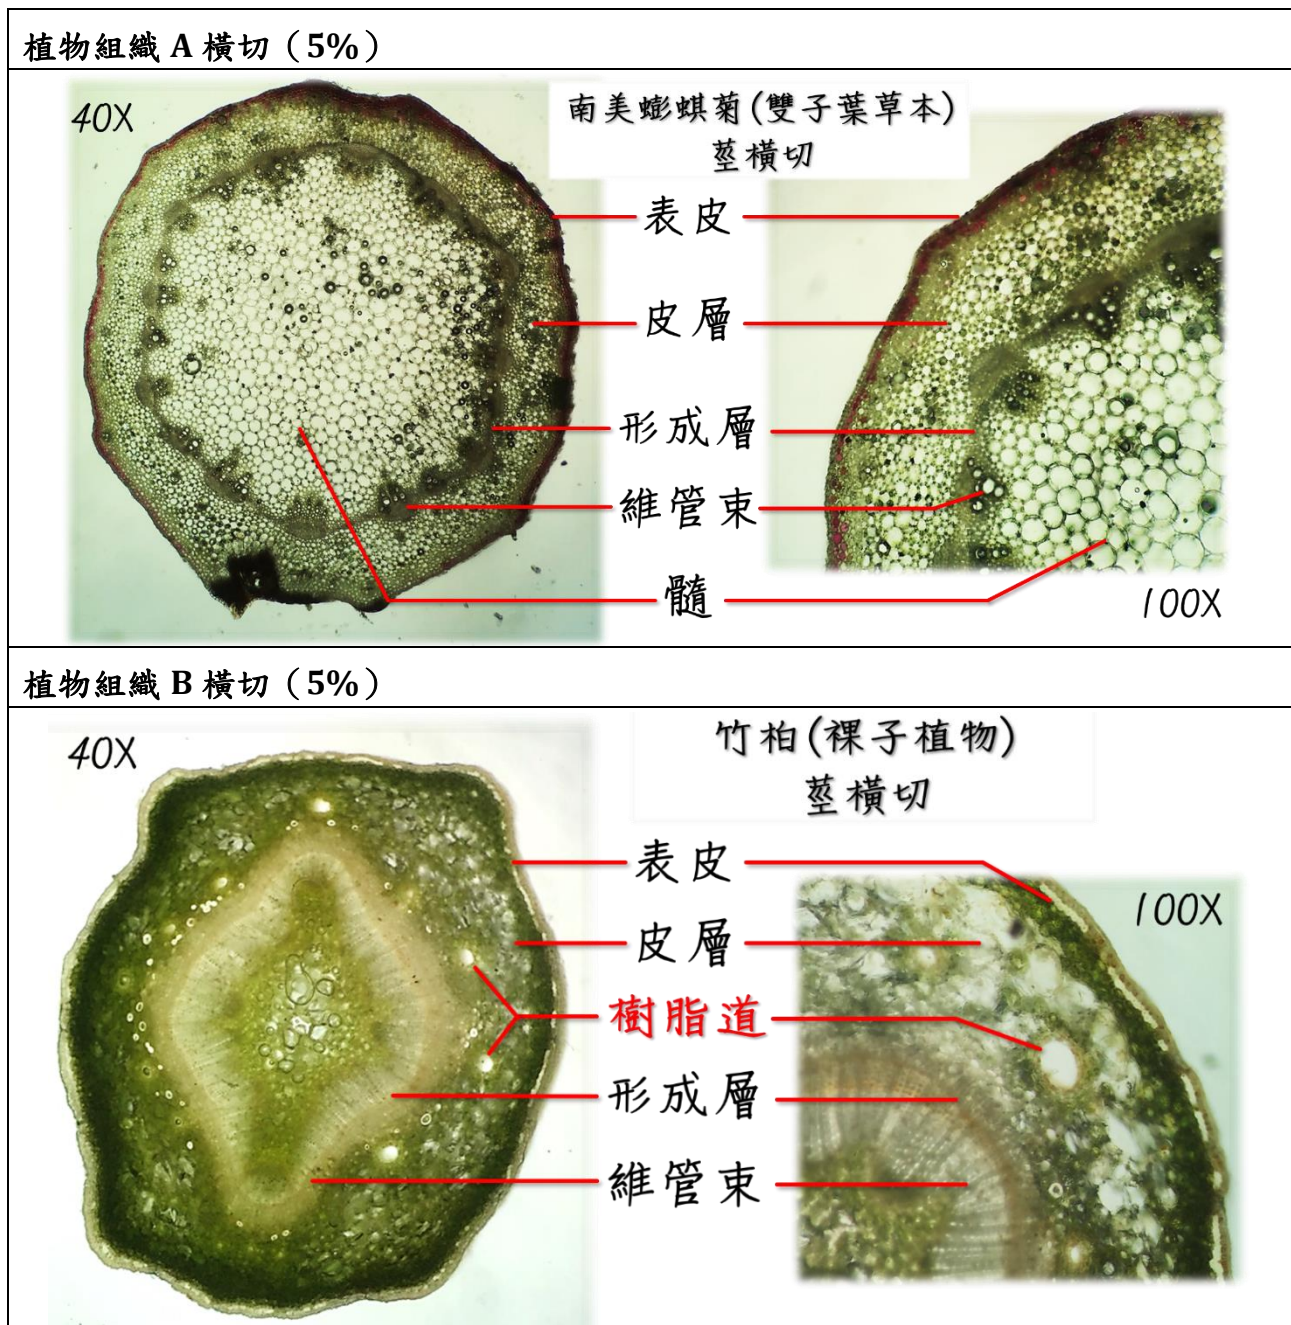 植物組織 A 橫切（5%）
40X
南美蟛蜞菊(雙子葉草本)
莖橫切
表皮
皮層
形成層
維管束
髓
100X
植物組織 B 橫切（5%）
40X
竹柏(裸子植物)
莖橫切
表皮
100X
皮層
樹脂道
形成層
維管束